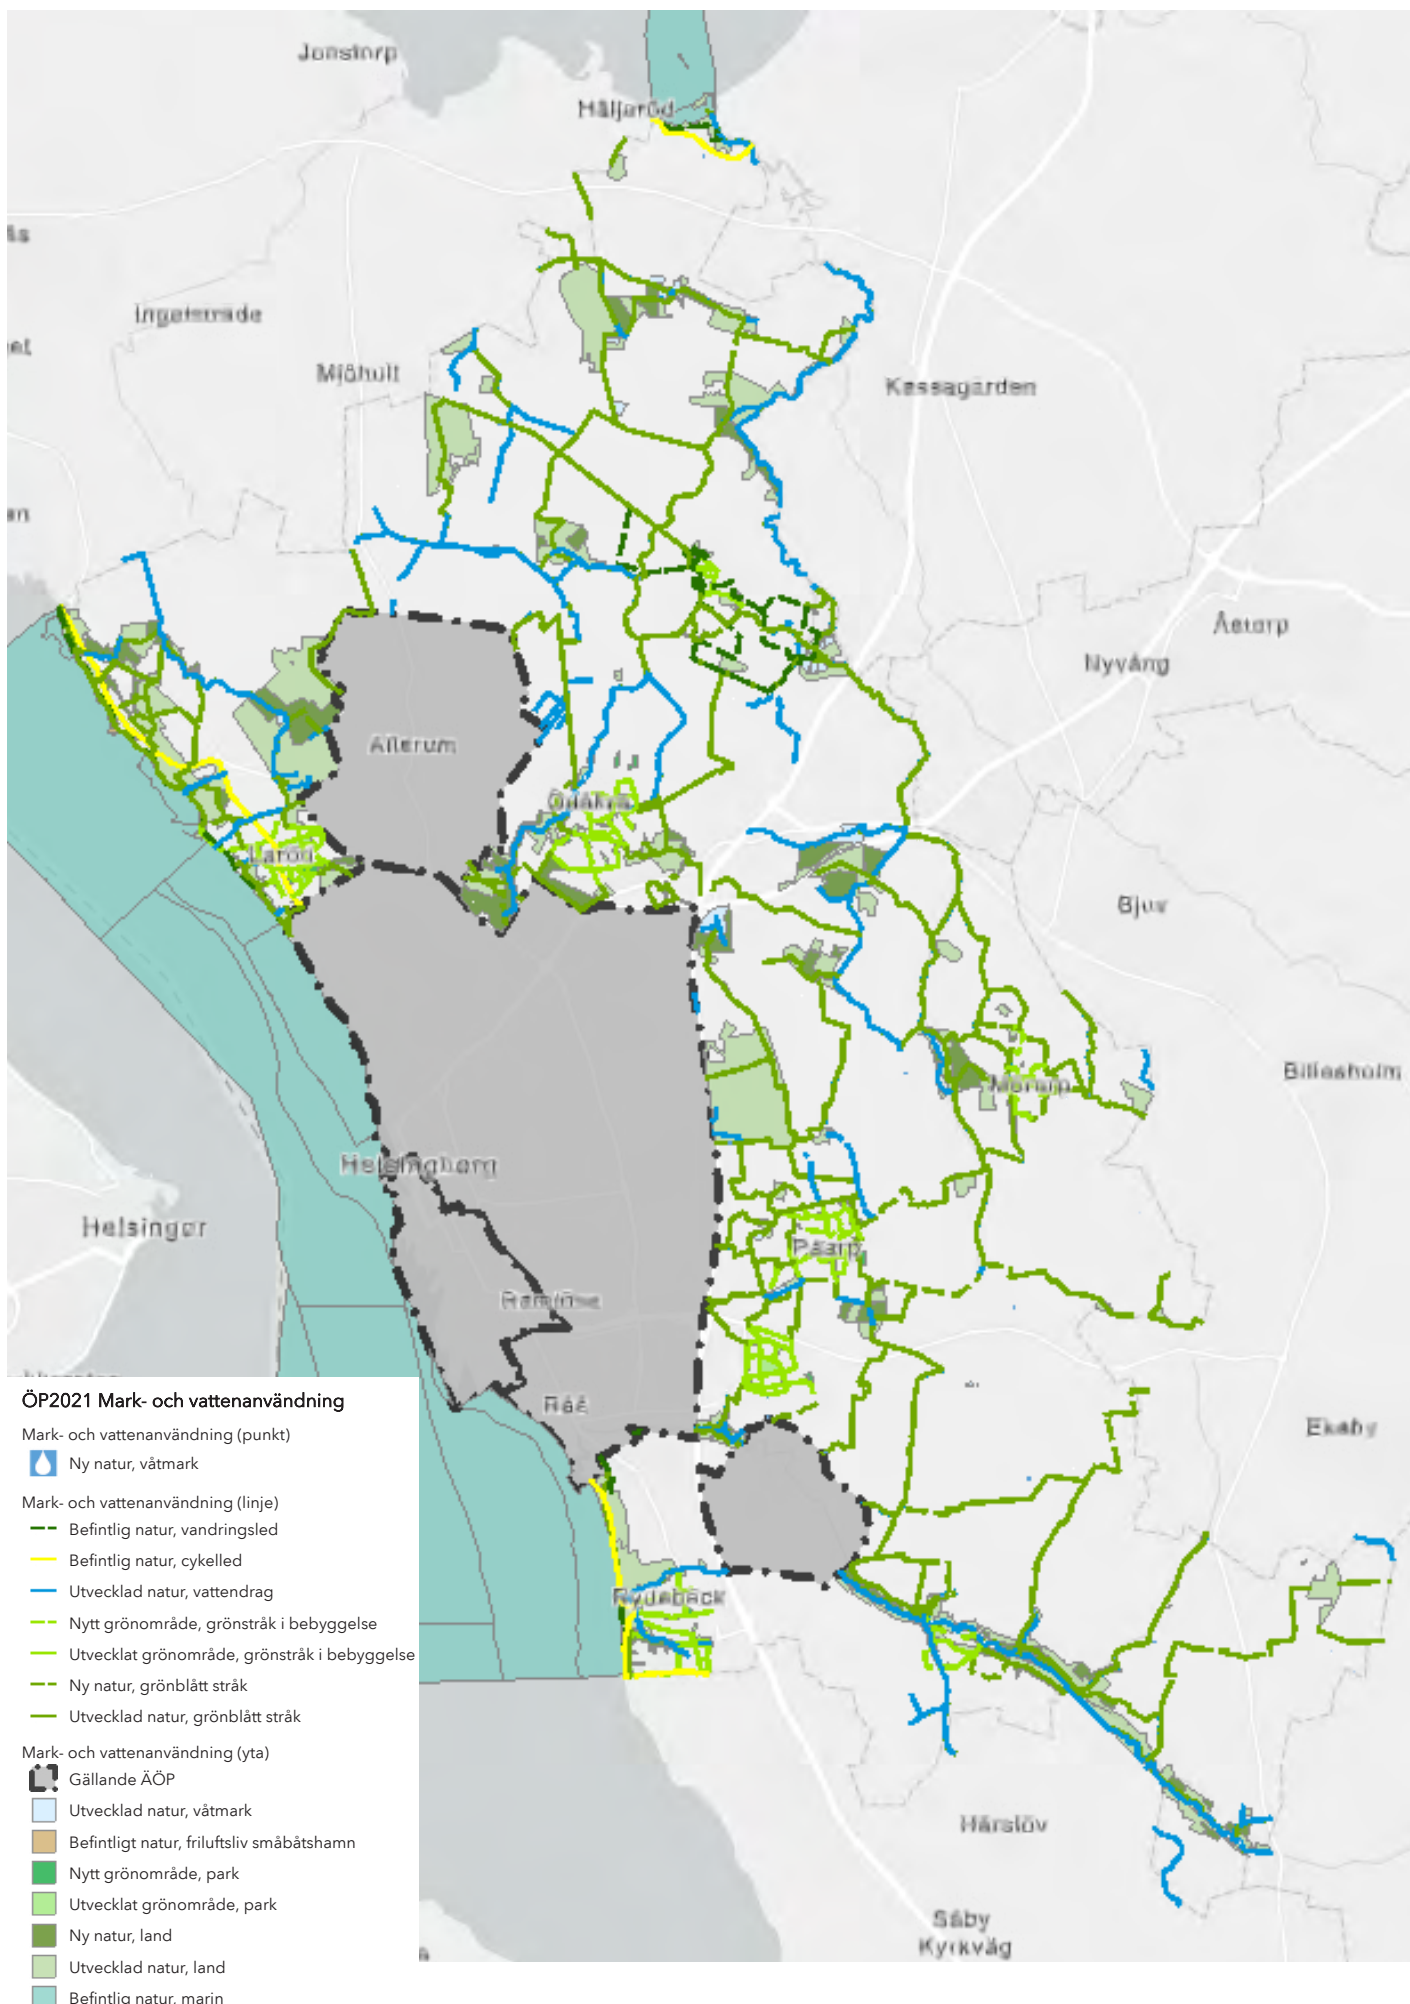 Jonstorp
Häljaröd
Ingelsträde
Mjöhult
Kassagården
Åstorp
Nyvång
Allerum
Ödåkra
Laröd
Bjuv
Mörarp
Billesholm
Helsingborg
Helsingør
Påarp
Ramlösa
Råå
Ekeby
Rydebäck
Härslöv
Säby
Kyrkväg
ÖP2021 Mark- och vattenanvändning
Mark- och vattenanvändning (punkt)
Ny natur, våtmark
Mark- och vattenanvändning (linje)
Befintlig natur, vandringsled
Befintlig natur, cykelled
Utvecklad natur, vattendrag
Nytt grönområde, grönstråk i bebyggelse
Utvecklat grönområde, grönstråk i bebyggelse
Ny natur, grönblått stråk
Utvecklad natur, grönblått stråk
Mark- och vattenanvändning (yta)
Gällande ÄÖP
Utvecklad natur, våtmark
Befintligt natur, friluftsliv småbåtshamn
Nytt grönområde, park
Utvecklat grönområde, park
Ny natur, land
Utvecklad natur, land
Befintlig natur, marin